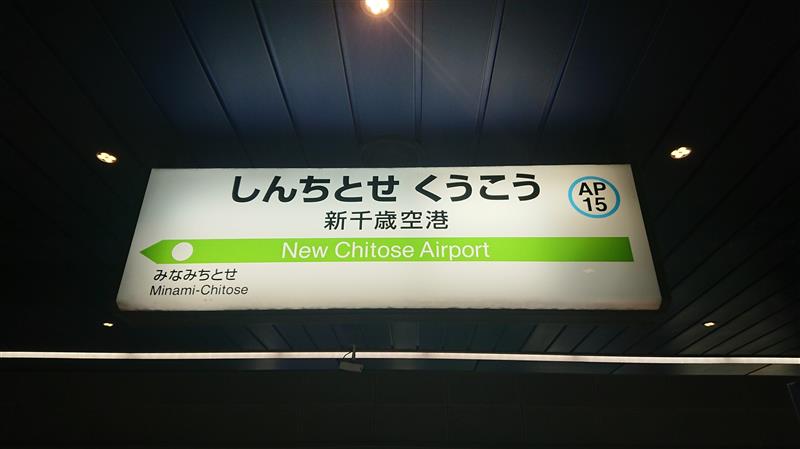 しんちとせ くうこう
AP
15
新千歳空港
New Chitose Airport
みなみちとせ
Minami-Chitose